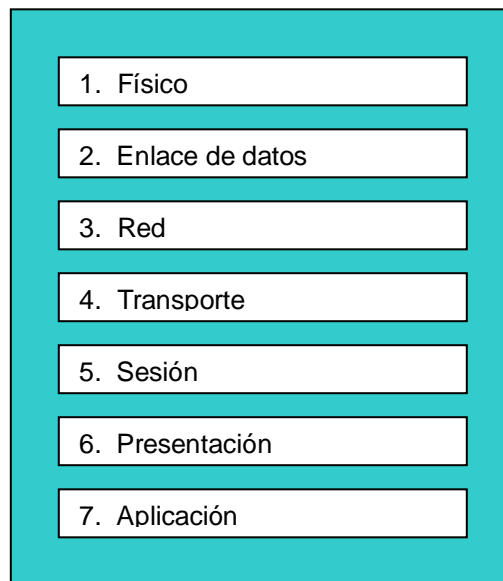 1. Físico
2. Enlace de datos
3. Red
4. Transporte
5. Sesión
6. Presentación
7. Aplicación